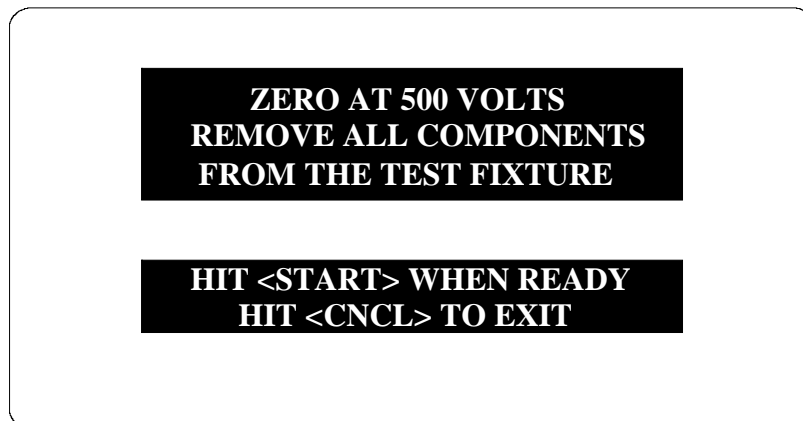 ZERO AT 500 VOLTS
REMOVE ALL COMPONENTS
FROM THE TEST FIXTURE
HIT <START> WHEN READY
HIT <CNCL> TO EXIT